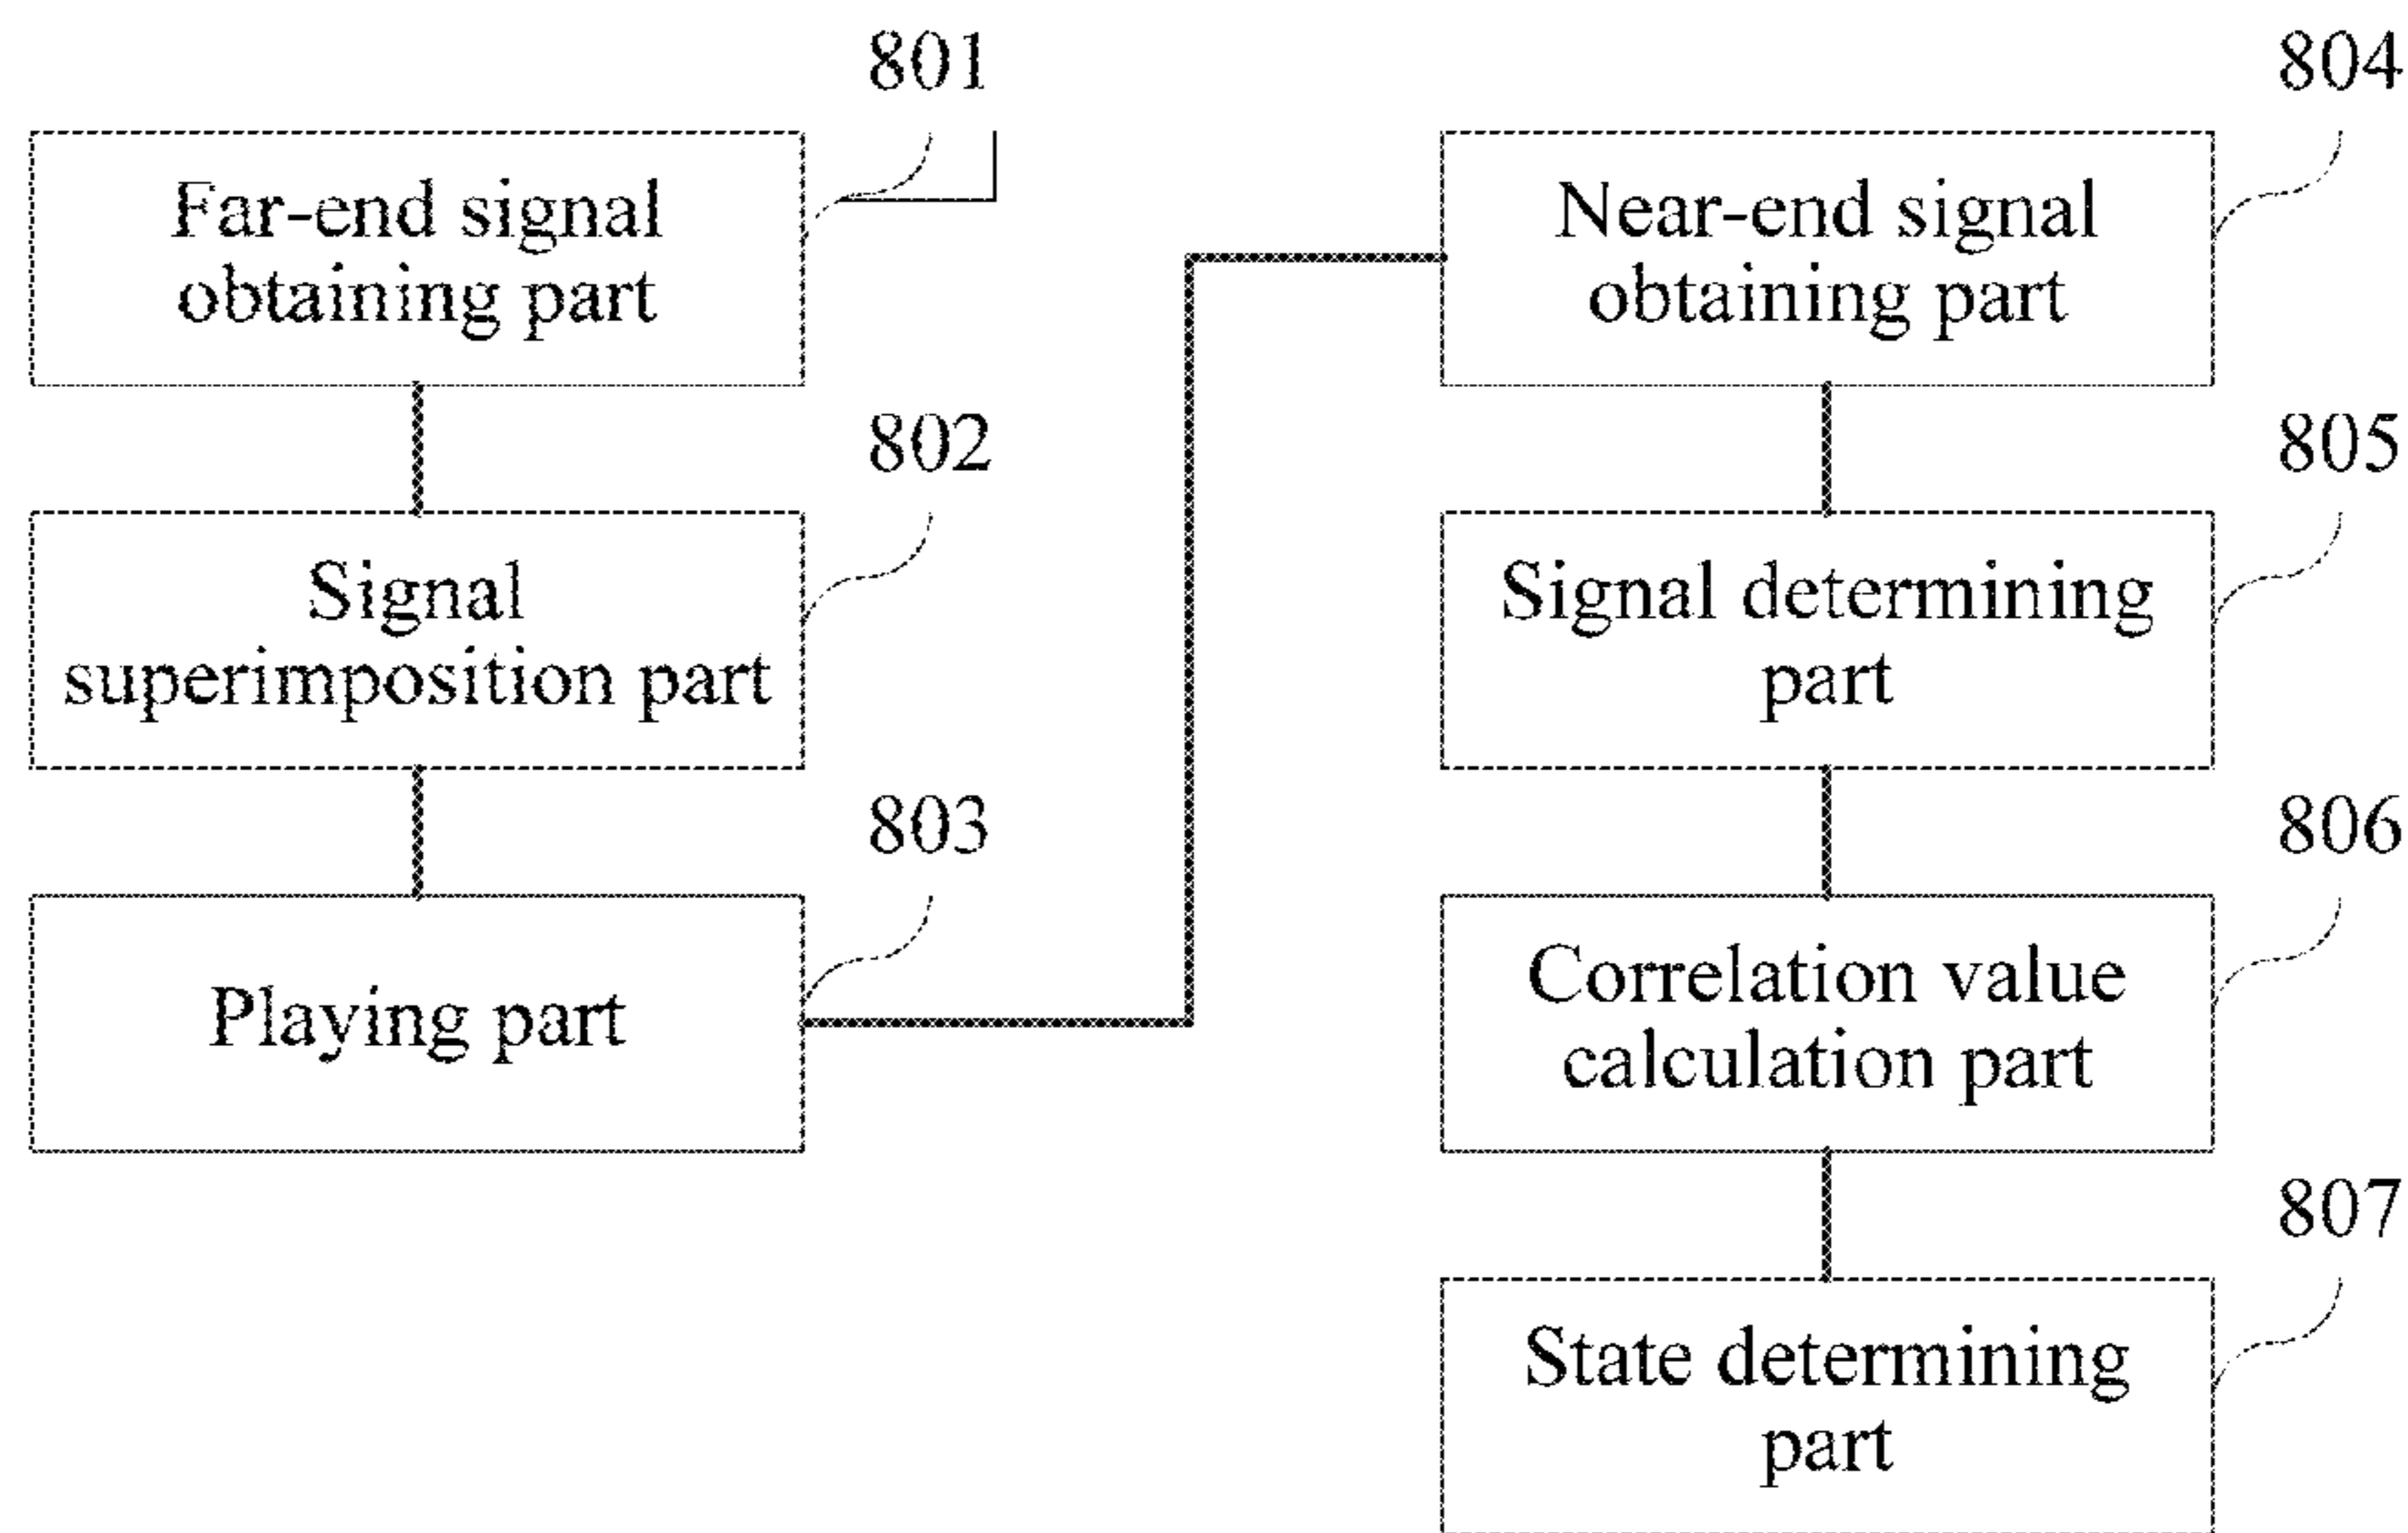 801
Far-end signal
obtaining part
802
Signal
superimposition part
803
Playing part
804
Near-end signal
obtaining part
805
Signal determining
part
806
Correlation value
calculation part
807
State determining
part